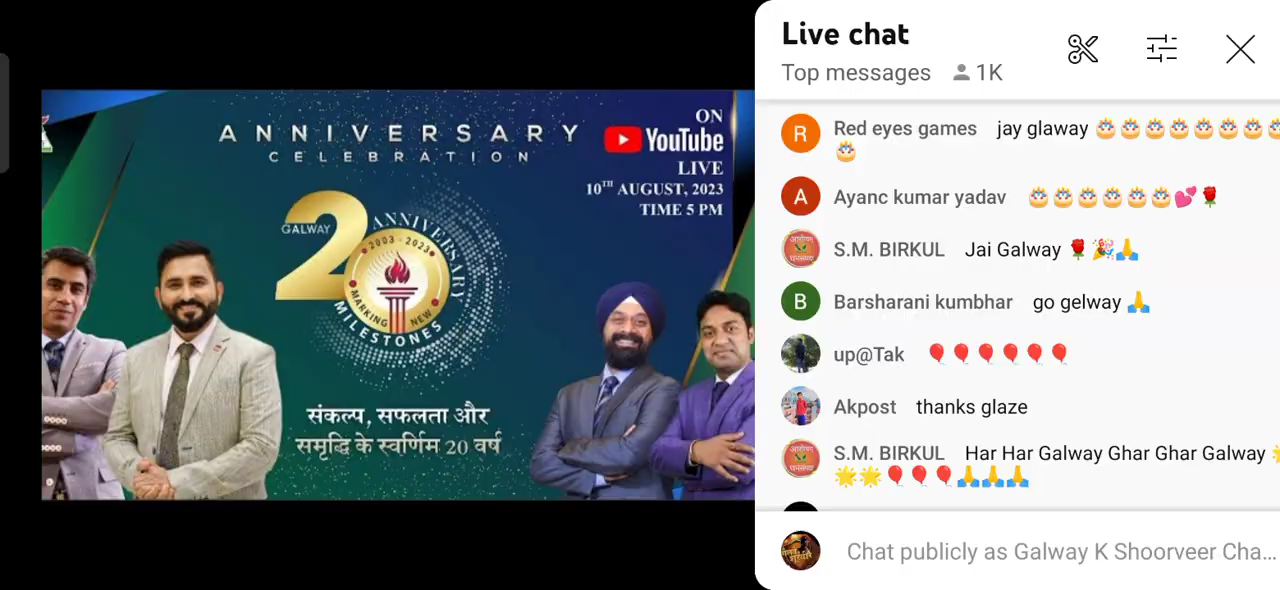 ANNIVERSARY
CELEBRATION
ON
YouTube
LIVE
10TH AUGUST, 2023
TIME 5 PM
GALWAY
20
ANNIVERSARY
2003 - 2023
MARKING NEW
MILESTONES
संकल्प, सफलता और
समृद्धि के स्वर्णिम 20 वर्ष
Live chat
Top messages 1K
Red eyes games jay glaway 🎂🎂🎂🎂🎂🎂🎂🎂
🎂
Ayanc kumar yadav 🎂🎂🎂🎂🎂🎂💕🌹
S.M. BIRKUL Jai Galway 🌹🎉🙏
B Barsharani kumbhar go gelway 🙏
up@Tak 🎈🎈🎈🎈🎈🎈
Akpost thanks glaze
S.M. BIRKUL Har Har Galway Ghar Ghar Galway 🌟
🌟🌟🎈🎈🎈🙏🙏🙏
Chat publicly as Galway K Shoorveer Cha...